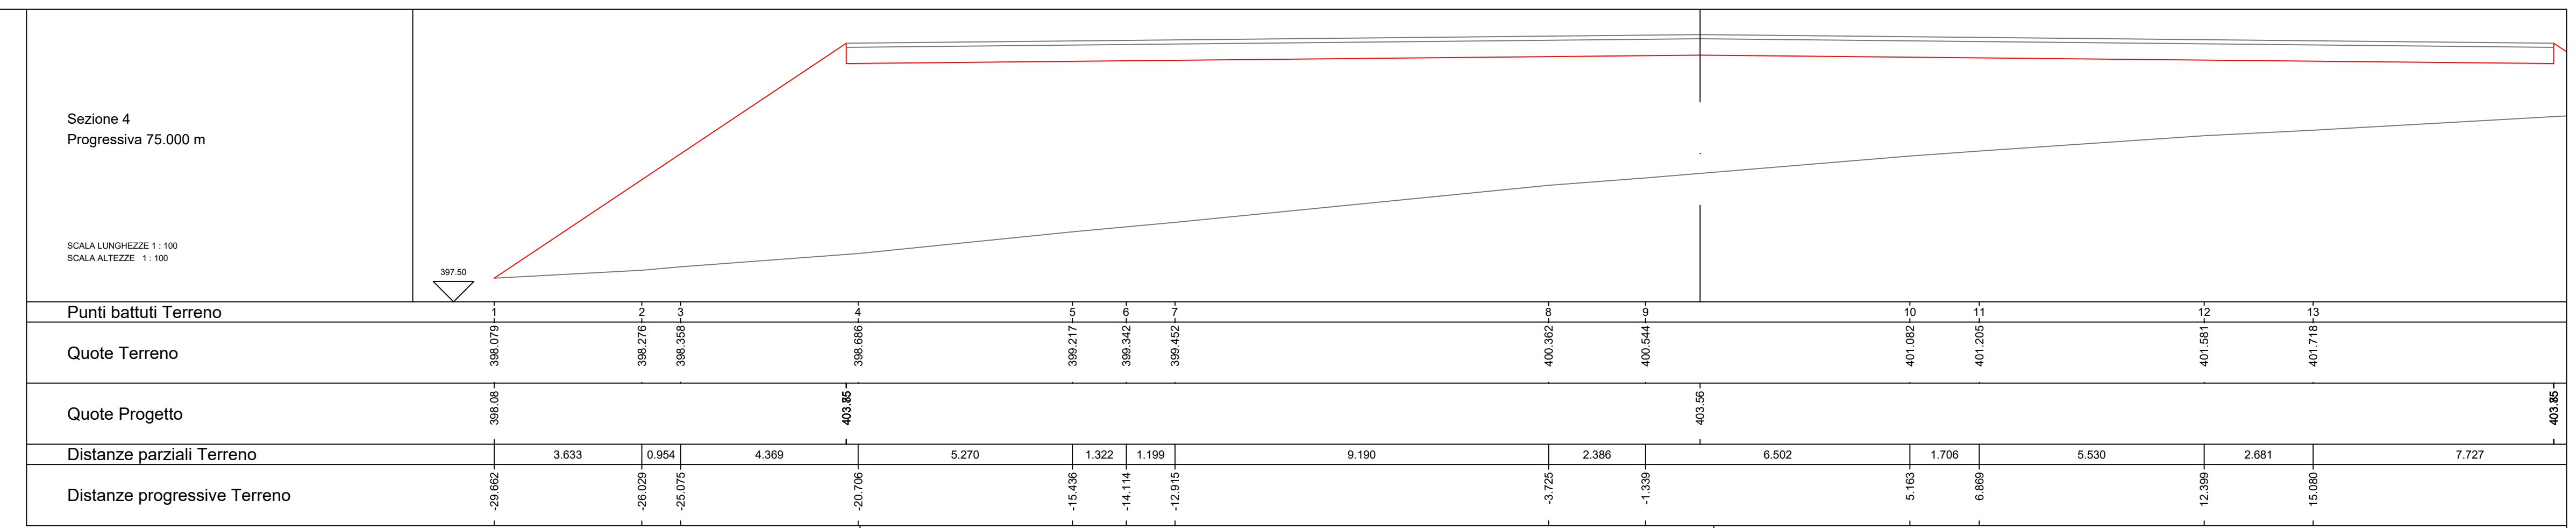 Sezione 4
Progressiva 75.000 m
SCALA LUNGHEZZE 1 : 100
SCALA ALTEZZE 1 : 100
397.50
Punti battuti Terreno 1 2 3 4 5 6 7 8 9 10 11 12 13
Quote Terreno 398.079 398.276 398.358 398.686 399.217 399.342 399.452 400.362 400.544 401.082 401.205 401.581 401.718
Quote Progetto 398.08 403.56
Distanze parziali Terreno 3.633 0.954 4.369 5.270 1.322 1.199 9.190 2.386 6.502 1.706 5.530 2.681 7.727
Distanze progressive Terreno -29.662 -26.029 -25.075 -20.706 -15.436 -14.114 -12.915 -3.725 -1.339 5.163 6.869 12.399 15.080